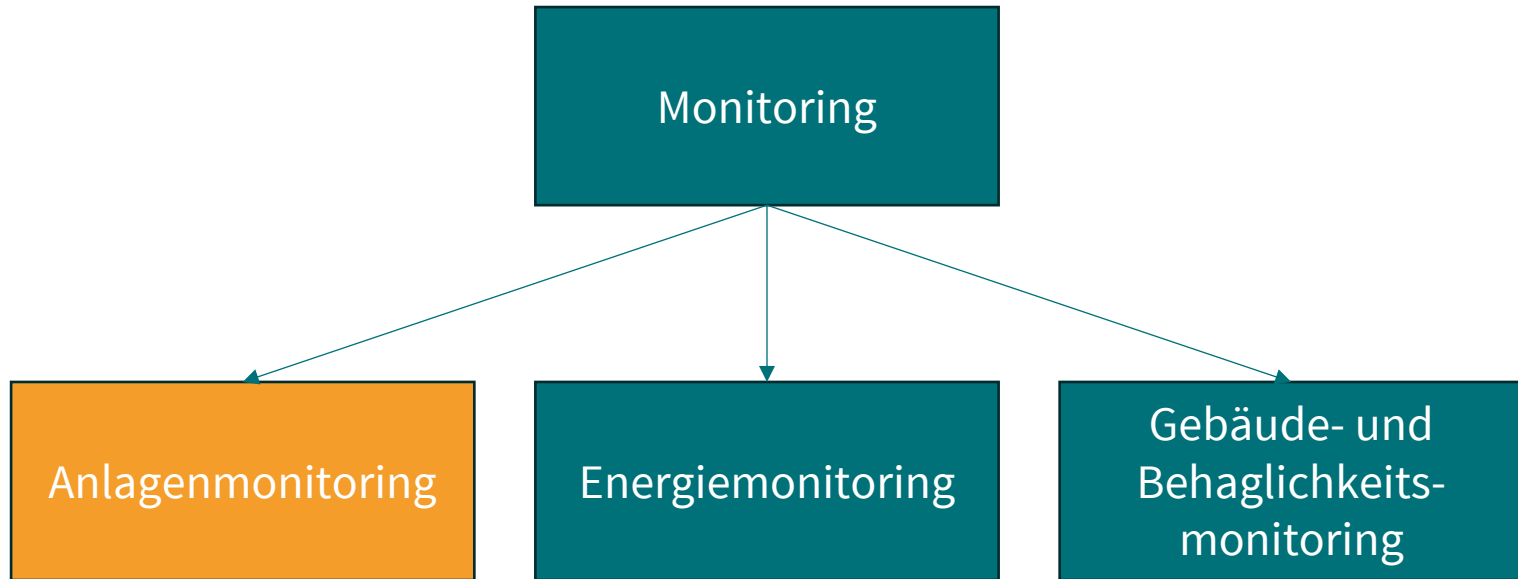 Monitoring
Anlagenmonitoring
Energiemonitoring
Gebäude- und
Behaglichkeits-
monitoring